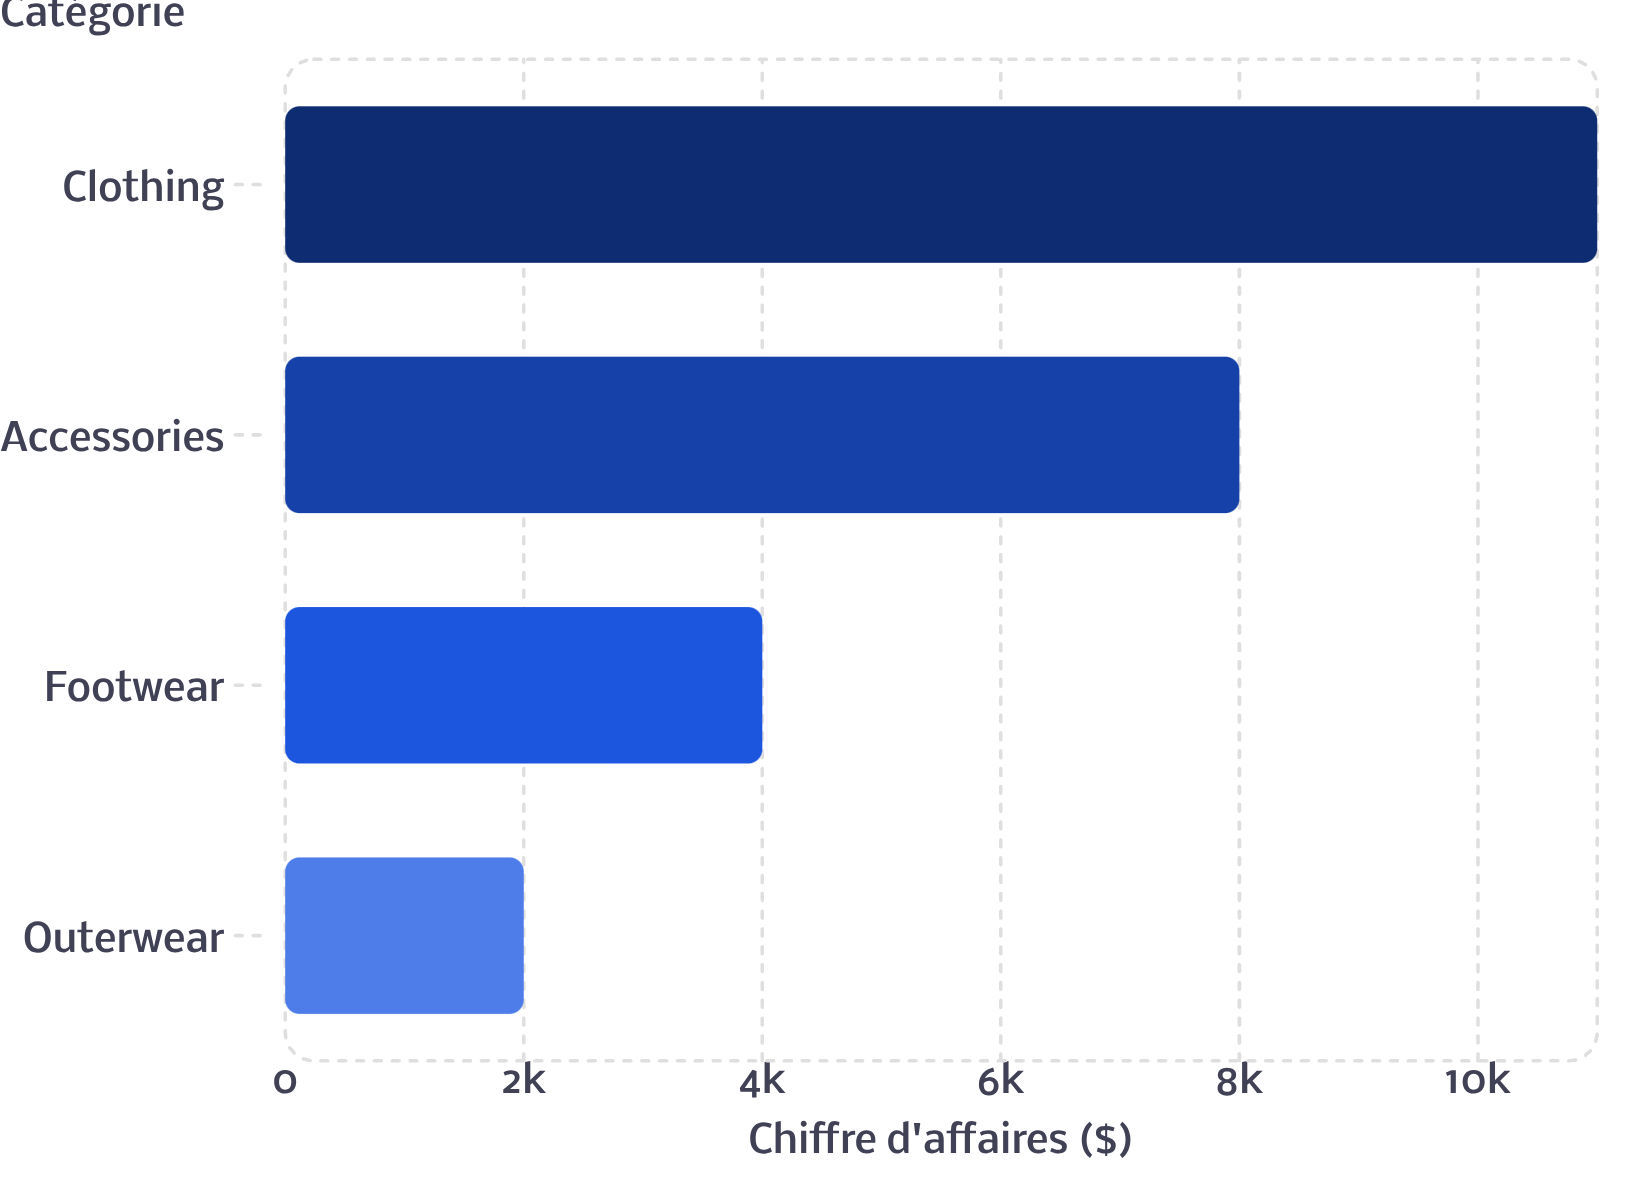 Catégorie
Clothing
Accessories
Footwear
Outerwear
0 2k 4k 6k 8k 10k
Chiffre d'affaires ($)